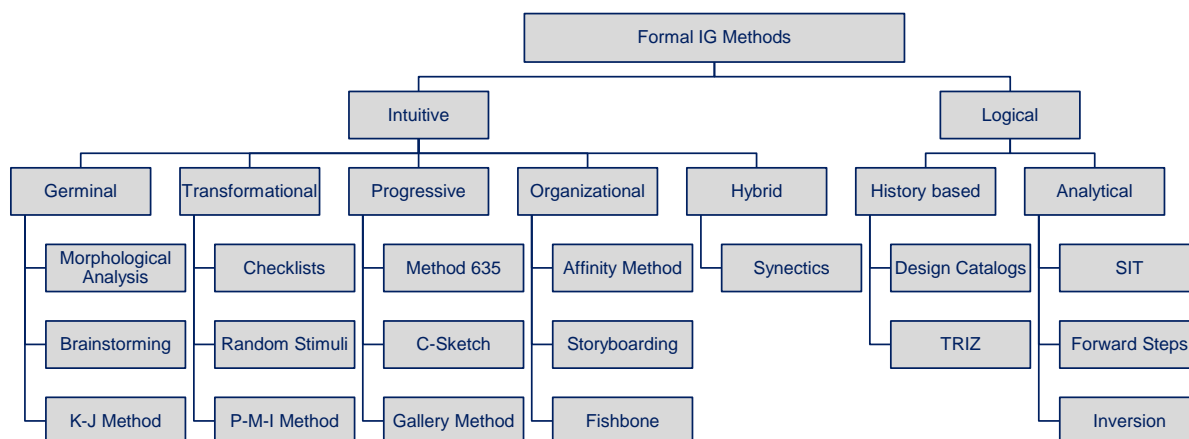 Formal IG Methods
Intuitive
Logical
Germinal
Transformational
Progressive
Organizational
Hybrid
History based
Analytical
Morphological
Analysis
Checklists
Method 635
Affinity Method
Synectics
Design Catalogs
SIT
Brainstorming
Random Stimuli
C-Sketch
Storyboarding
TRIZ
Forward Steps
K-J Method
P-M-I Method
Gallery Method
Fishbone
Inversion